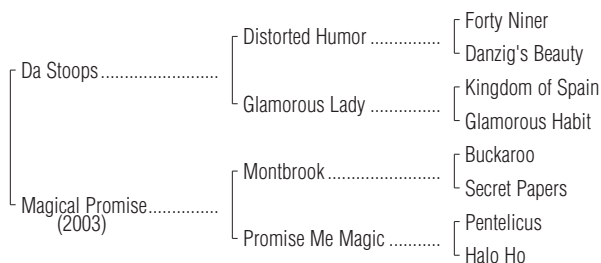 Forty Niner
Distorted Humor ................
Danzig's Beauty
Da Stoops..........................
Kingdom of Spain
Glamorous Lady ................
Glamorous Habit
Buckaroo
Montbrook.........................
Secret Papers
Magical Promise................
(2003)
Pentelicus
Promise Me Magic ............
Halo Ho